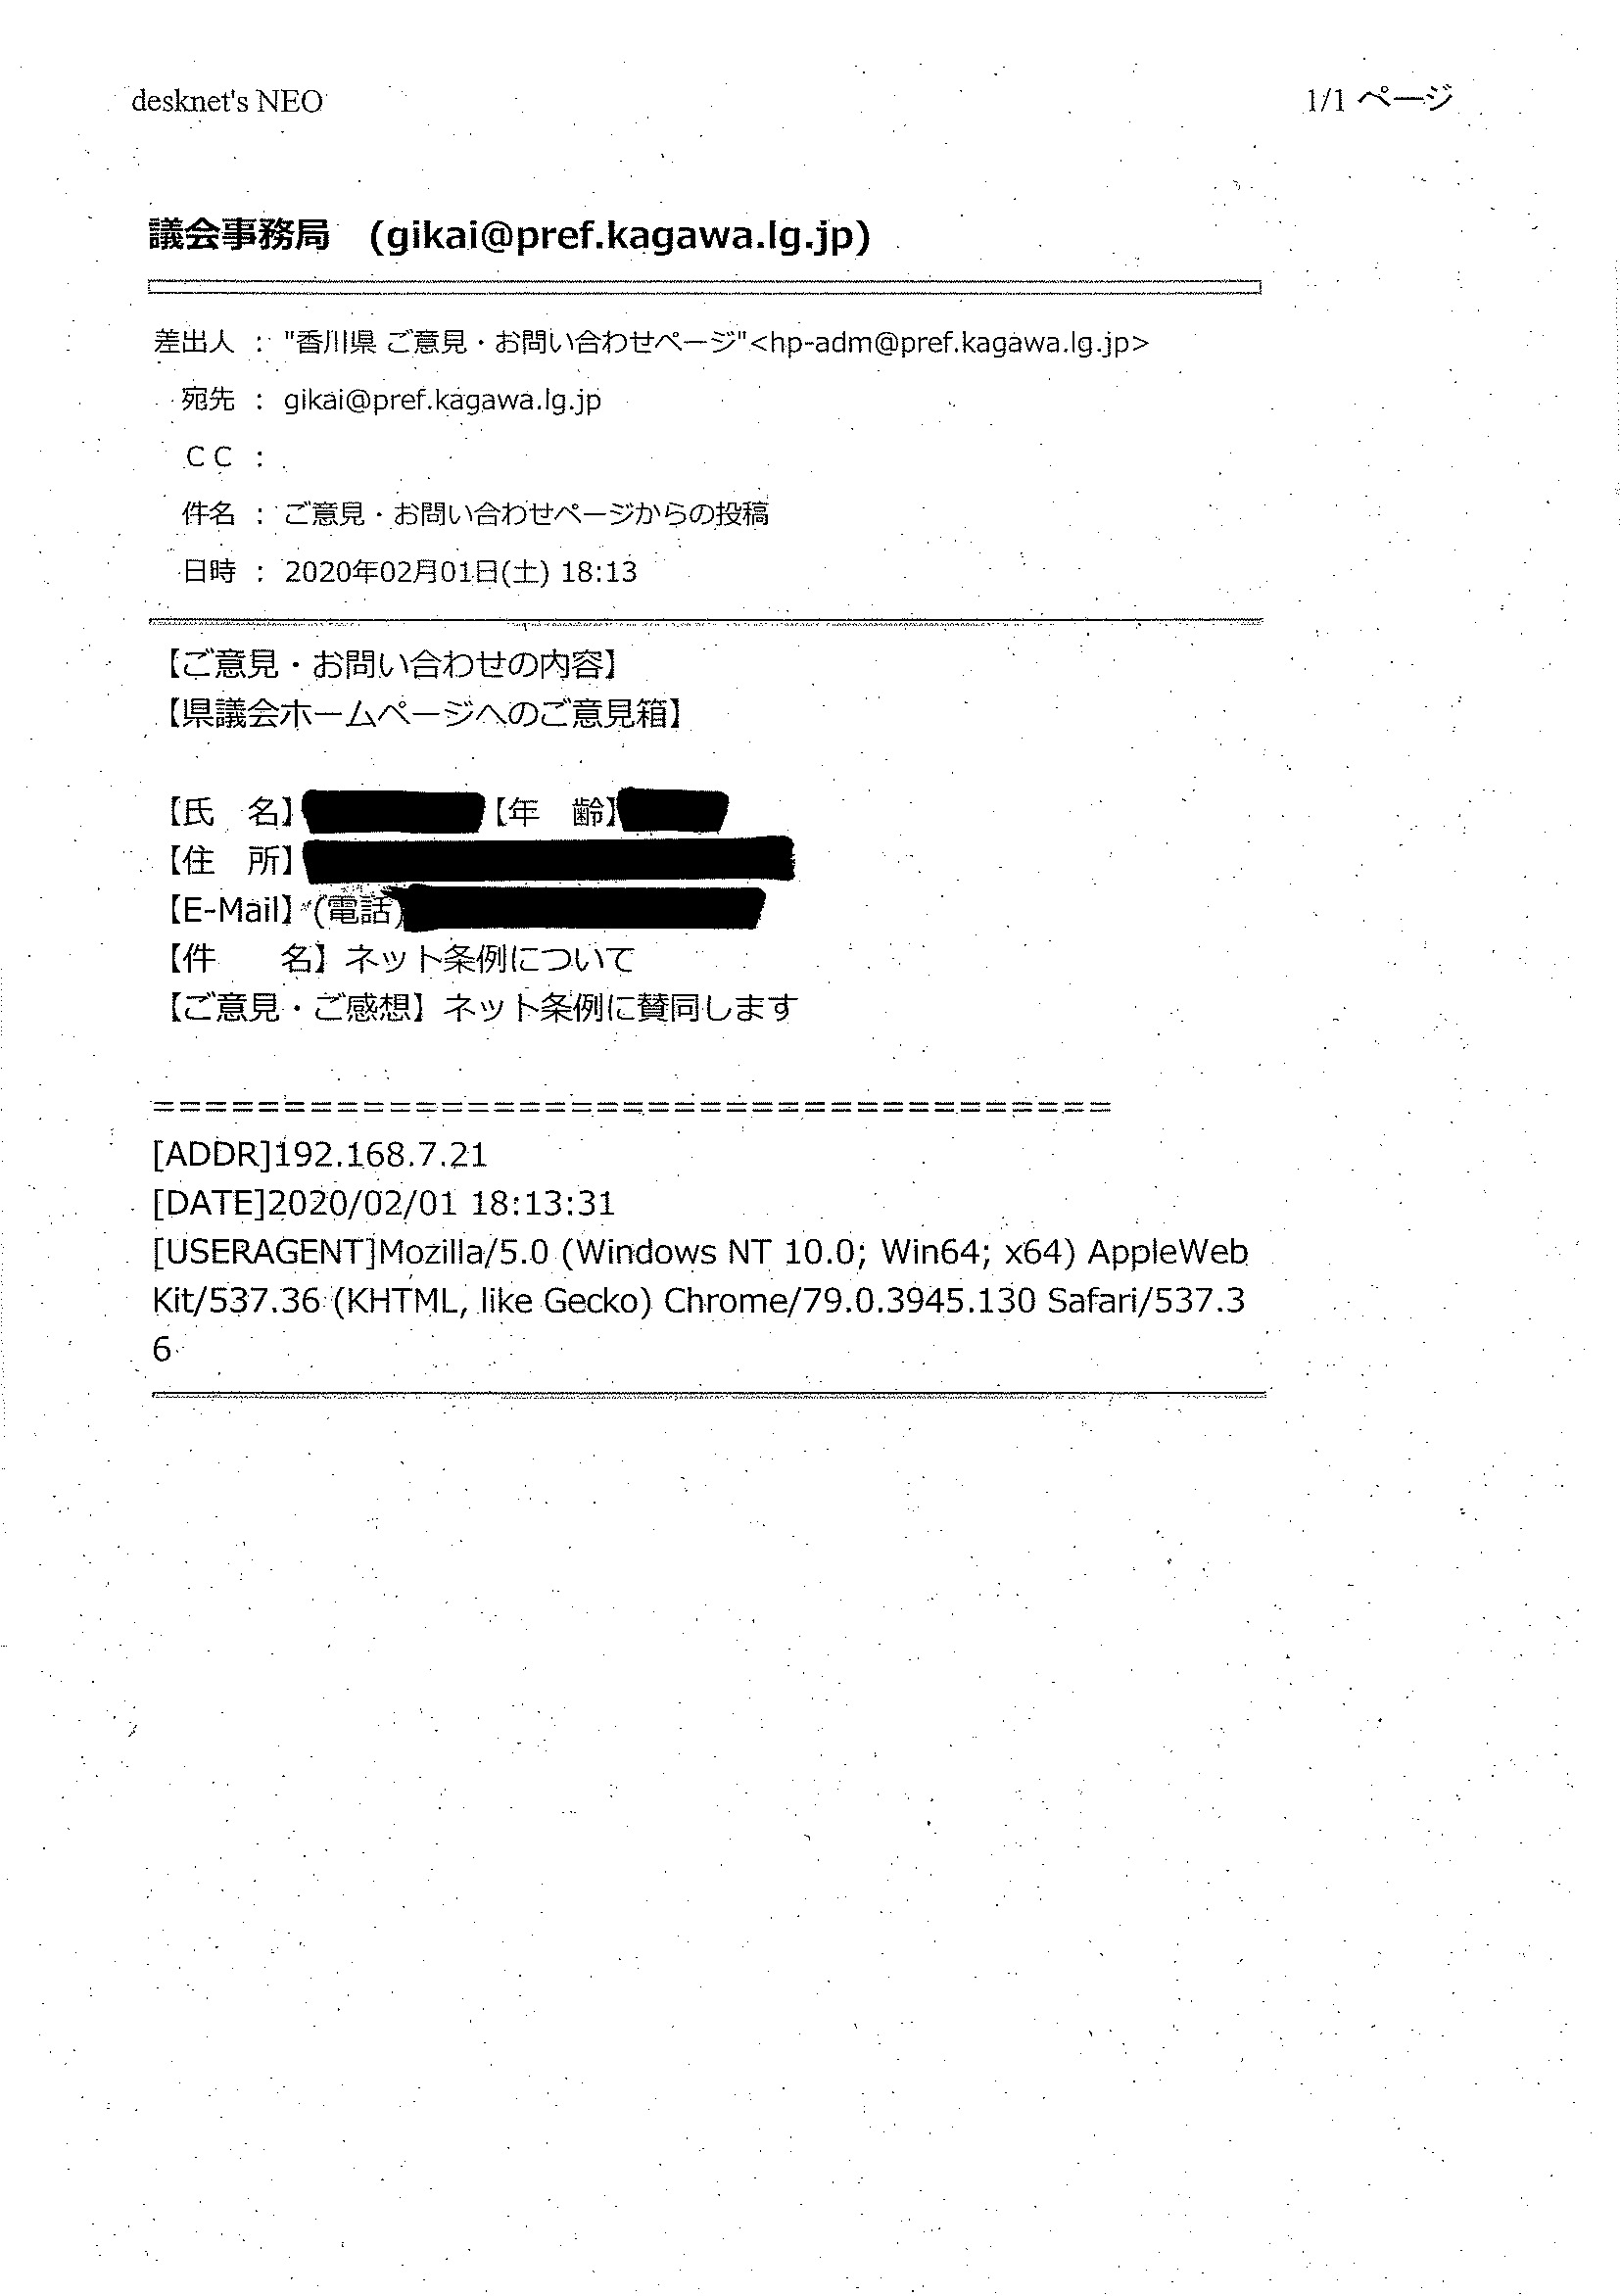 desknet's NEO
1/1 ページ
議会事務局　(gikai@pref.kagawa.lg.jp)
差出人 ： "香川県 ご意見・お問い合わせページ"<hp-adm@pref.kagawa.lg.jp>
宛先 ： gikai@pref.kagawa.lg.jp
ＣＣ ：
件名 ： ご意見・お問い合わせページからの投稿
日時 ： 2020年02月01日(土) 18:13
【ご意見・お問い合わせの内容】
【県議会ホームページへのご意見箱】
【氏　名】【年　齢】
【住　所】
【E-Mail】(電話)
【件　　名】ネット条例について
【ご意見・ご感想】ネット条例に賛同します
=====================================
[ADDR]192.168.7.21
[DATE]2020/02/01 18:13:31
[USERAGENT]Mozilla/5.0 (Windows NT 10.0; Win64; x64) AppleWeb
Kit/537.36 (KHTML, like Gecko) Chrome/79.0.3945.130 Safari/537.3
6